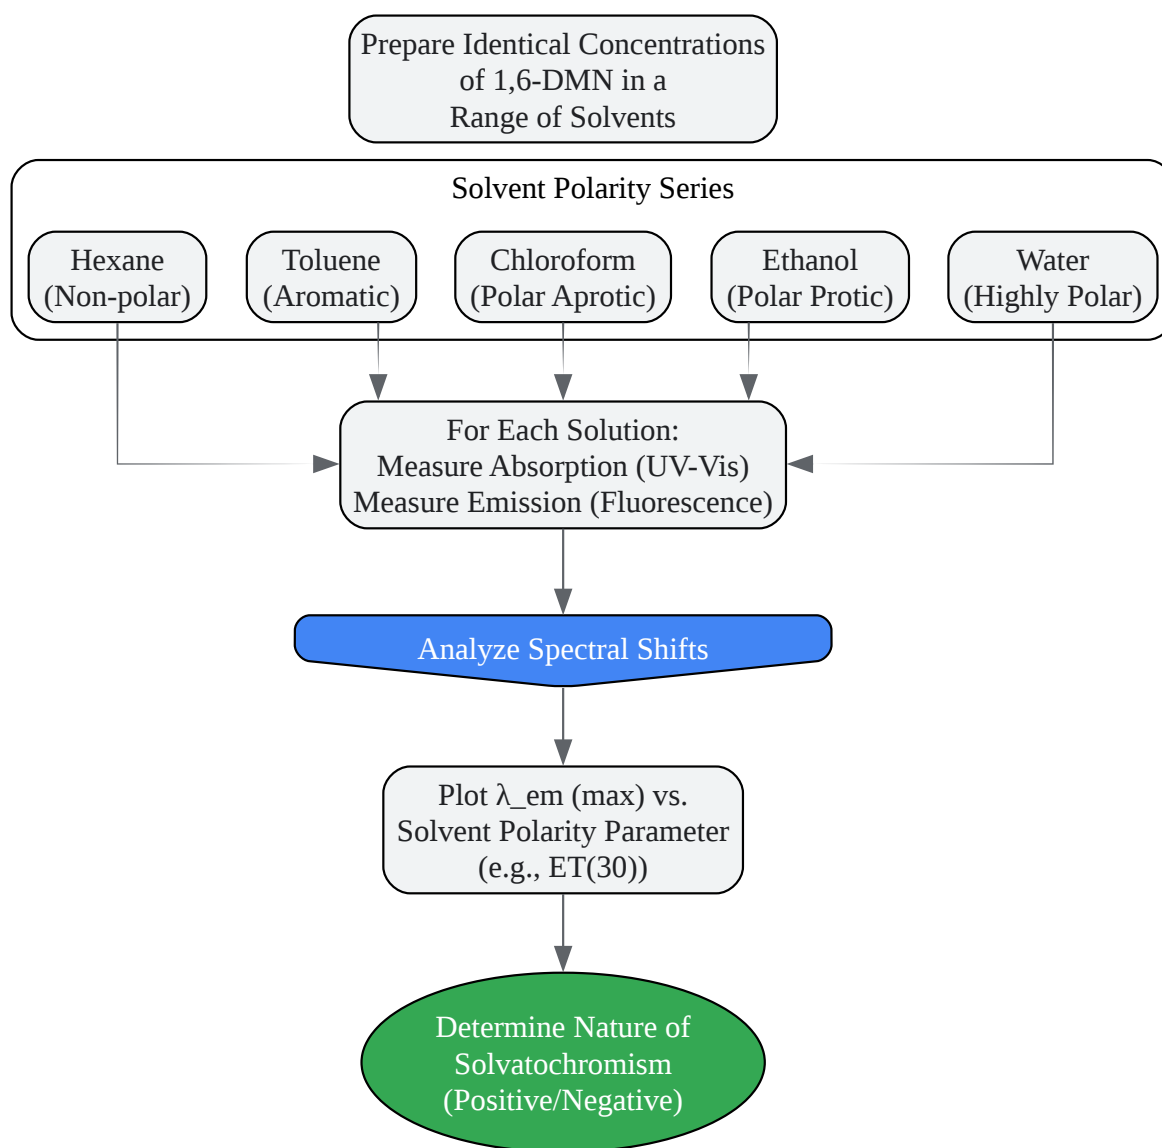 Prepare Identical Concentrations
of 1,6-DMN in a
Range of Solvents
Solvent Polarity Series
Hexane
(Non-polar)
Toluene
(Aromatic)
Chloroform
(Polar Aprotic)
Ethanol
(Polar Protic)
Water
(Highly Polar)
For Each Solution:
Measure Absorption (UV-Vis)
Measure Emission (Fluorescence)
Analyze Spectral Shifts
Plot λ_em (max) vs.
Solvent Polarity Parameter
(e.g., ET(30))
Determine Nature of
Solvatochromism
(Positive/Negative)